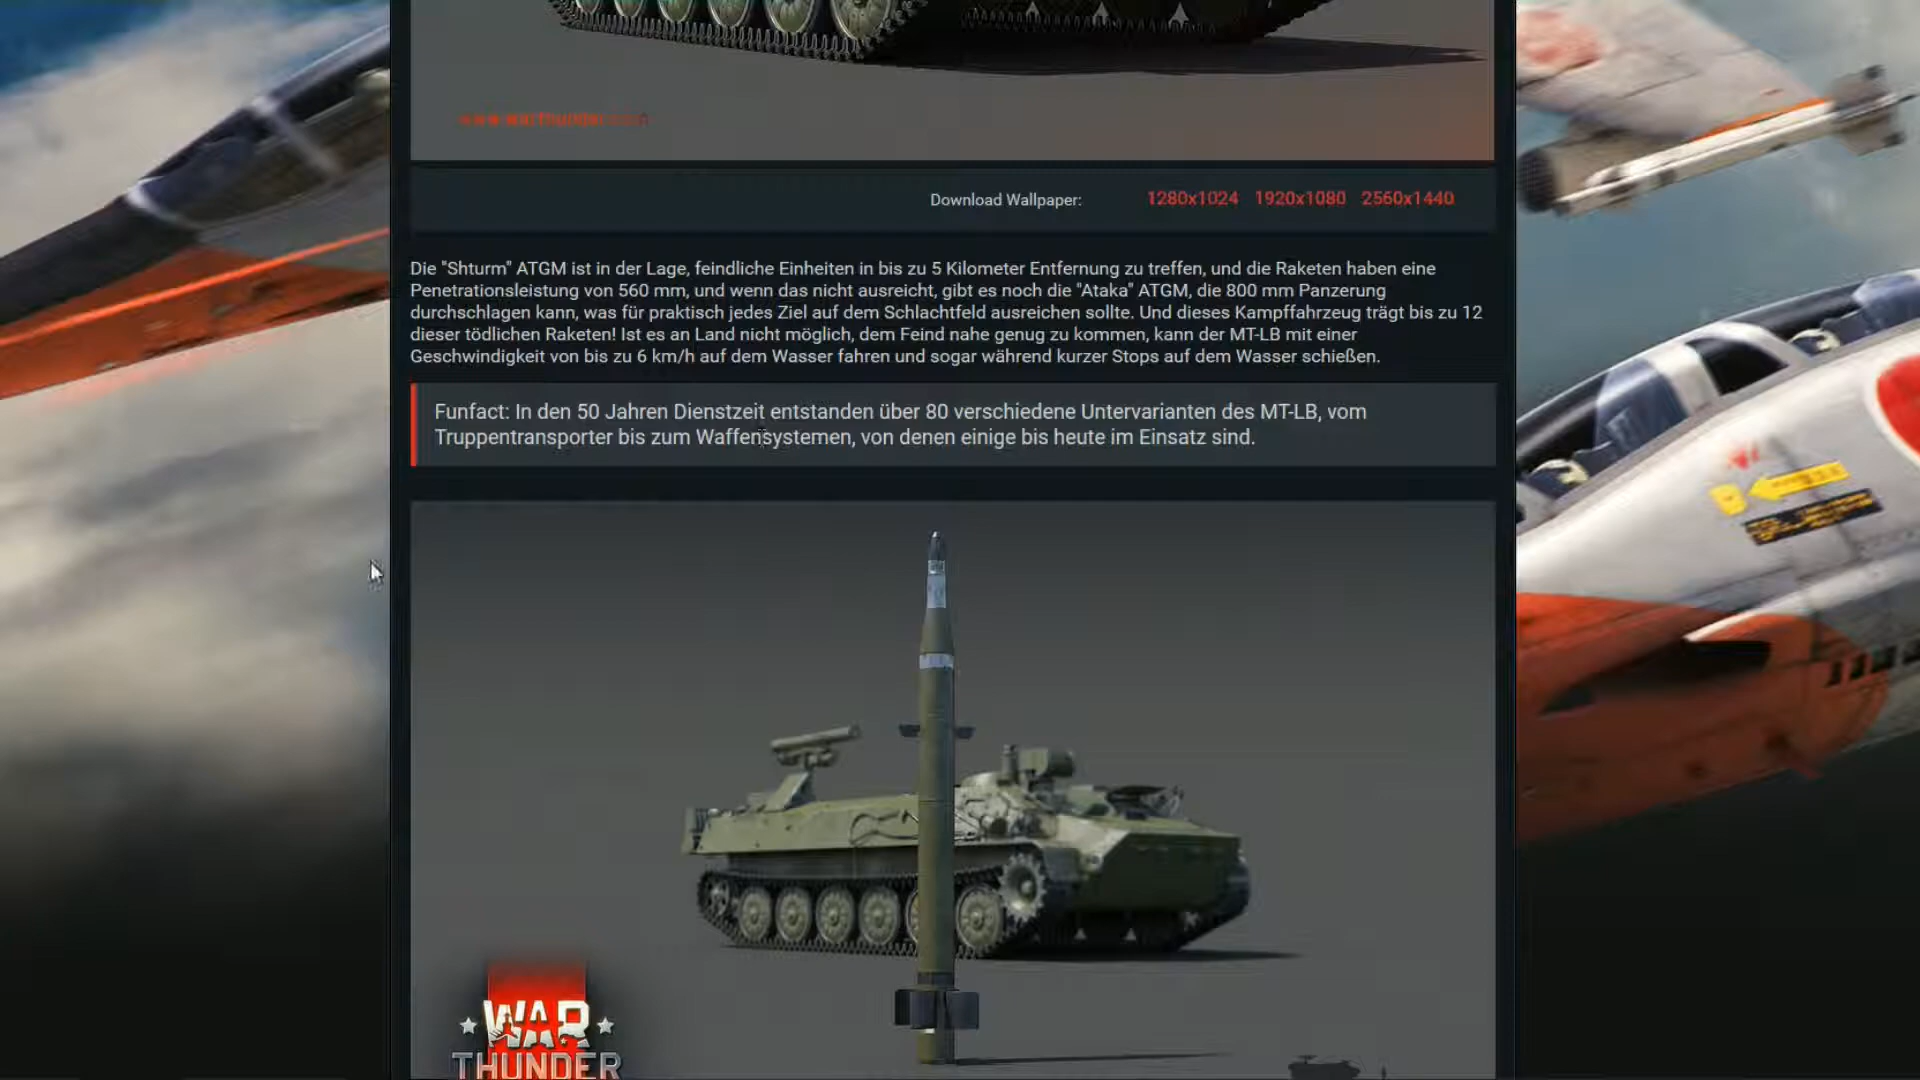 www.warthunder.com
Download Wallpaper: 1280x1024 1920x1080 2560x1440
Die "Shturm" ATGM ist in der Lage, feindliche Einheiten in bis zu 5 Kilometer Entfernung zu treffen, und die Raketen haben eine
Penetrationsleistung von 560 mm, und wenn das nicht ausreicht, gibt es noch die "Ataka" ATGM, die 800 mm Panzerung
durchschlagen kann, was für praktisch jedes Ziel auf dem Schlachtfeld ausreichen sollte. Und dieses Kampffahrzeug trägt bis zu 12
dieser tödlichen Raketen! Ist es an Land nicht möglich, dem Feind nahe genug zu kommen, kann der MT-LB mit einer
Geschwindigkeit von bis zu 6 km/h auf dem Wasser fahren und sogar während kurzer Stops auf dem Wasser schießen.
Funfact: In den 50 Jahren Dienstzeit entstanden über 80 verschiedene Untervarianten des MT-LB, vom
Truppentransporter bis zum Waffensystemen, von denen einige bis heute im Einsatz sind.
WAR
THUNDER